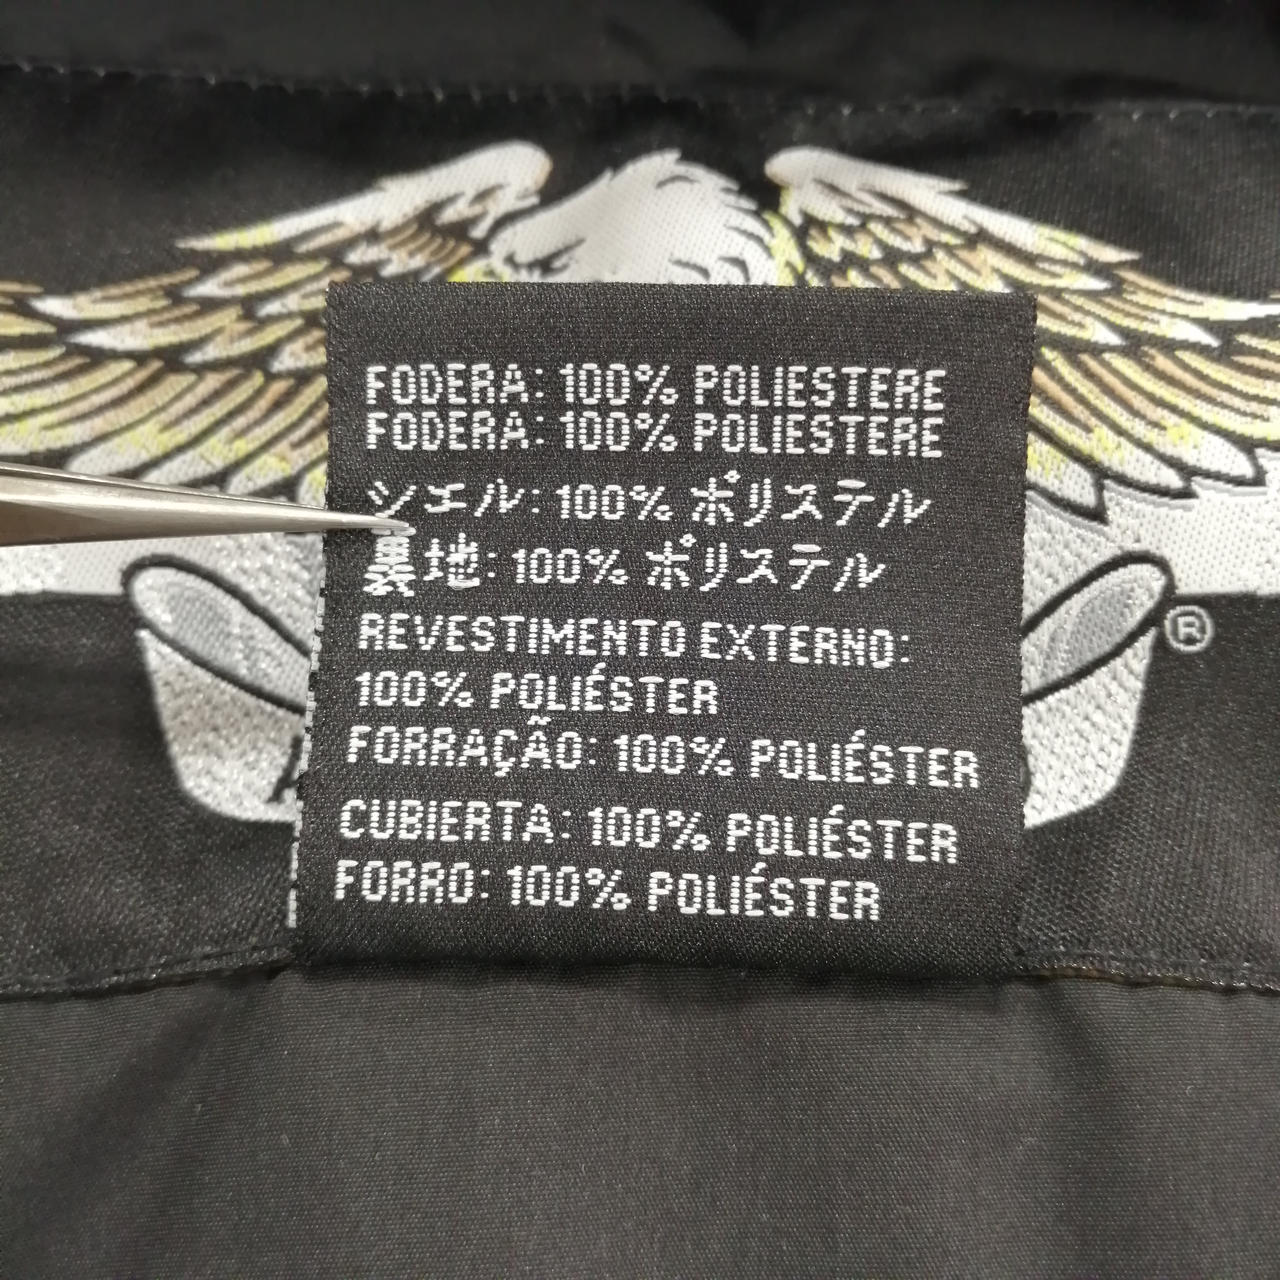 FODERA: 100% POLIESTERE
FODERA: 100% POLIESTERE
シェル: 100% ポリステル
裏地: 100% ポリステル
REVESTIMENTO EXTERNO:
100% POLIÉSTER
FORRAÇÃO: 100% POLIÉSTER
CUBIERTA: 100% POLIÉSTER
FORRO: 100% POLIÉSTER
®